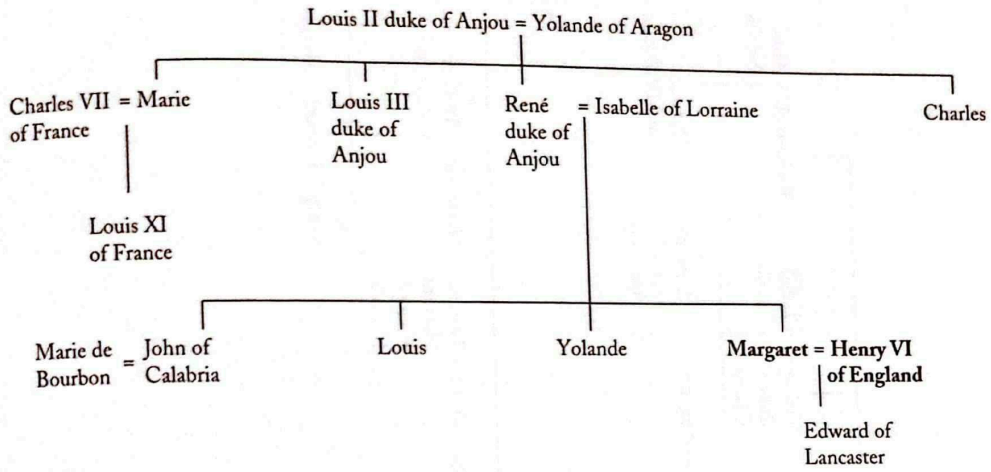 Louis II duke of Anjou = Yolande of Aragon
Charles VII = Marie
of France
Louis III
duke of
Anjou
René = Isabelle of Lorraine
duke of
Anjou
Charles
Louis XI
of France
Marie de = John of
Bourbon Calabria
Louis
Yolande
Margaret = Henry VI
of England
Edward of
Lancaster